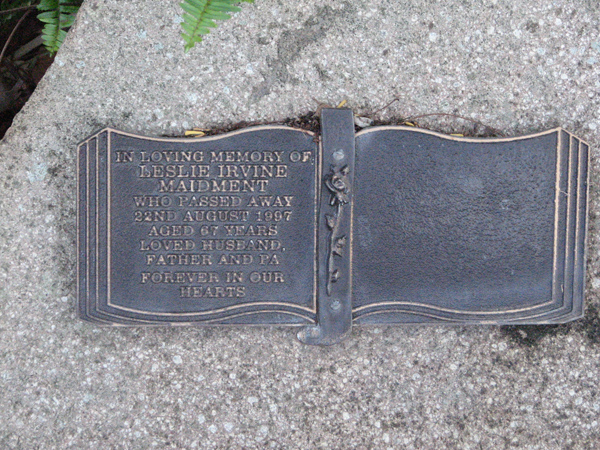 IN LOVING MEMORY OF
LESLIE IRVINE
MAIDMENT
WHO PASSED AWAY
22ND AUGUST 1997
AGED 67 YEARS
LOVED HUSBAND,
FATHER AND PA
FOREVER IN OUR
HEARTS